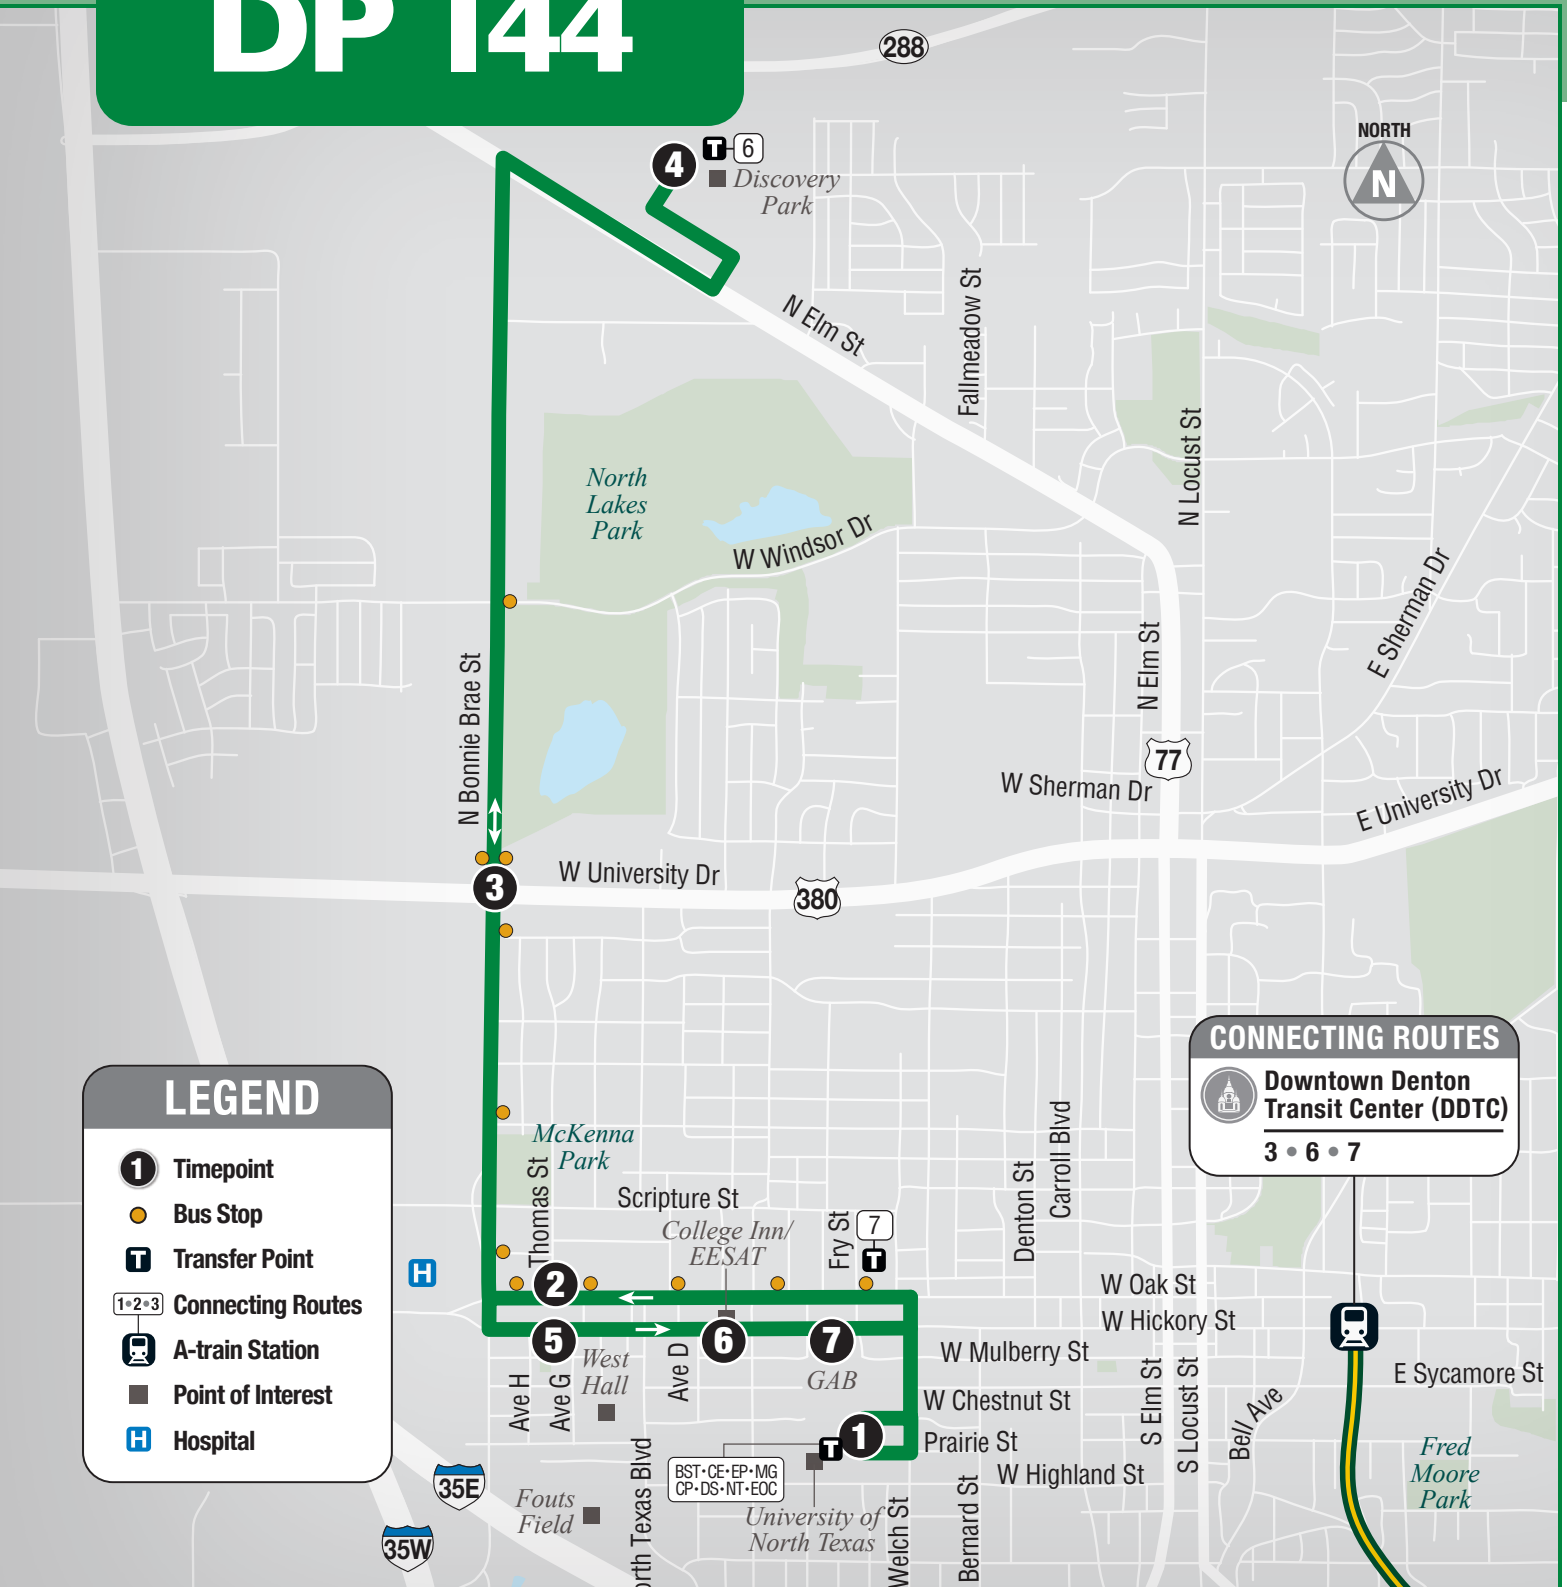 DP 144
288
NORTH
N
4
T
6
Discovery
Park
N Elm St
Fallmeadow St
N Locust St
North
Lakes
Park
W Windsor Dr
E Sherman Dr
N Elm St
N Bonnie Brae St
77
W Sherman Dr
E University Dr
W University Dr
3
380
CONNECTING ROUTES
Downtown Denton
Transit Center (DDTC)
3 • 6 • 7
LEGEND
1 Timepoint
Bus Stop
T Transfer Point
1•2•3 Connecting Routes
A-train Station
Point of Interest
H Hospital
McKenna
Park
Thomas St
Scripture St
College Inn/
EESAT
Fry St
7
T
Denton St
Carroll Blvd
H
2
W Oak St
W Hickory St
5
6
7
W Mulberry St
West
Hall
GAB
Ave H
Ave G
Ave D
W Chestnut St
S Elm St
S Locust St
Bell Ave
E Sycamore St
1
T
Prairie St
W Highland St
BST•CE•EP•MG
CP•DS•NT•EOC
University of
North Texas
Fred
Moore
Park
35E
35W
Fouts
Field
orth Texas Blvd
Welch St
Bernard St